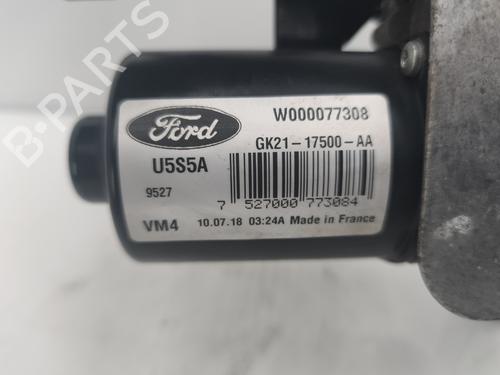 B-PARTS
Ford
W000077308
GK21-17500-AA
U5S5A
9527
7 527000 773084
VM4 10.07.18 03:24A Made in France